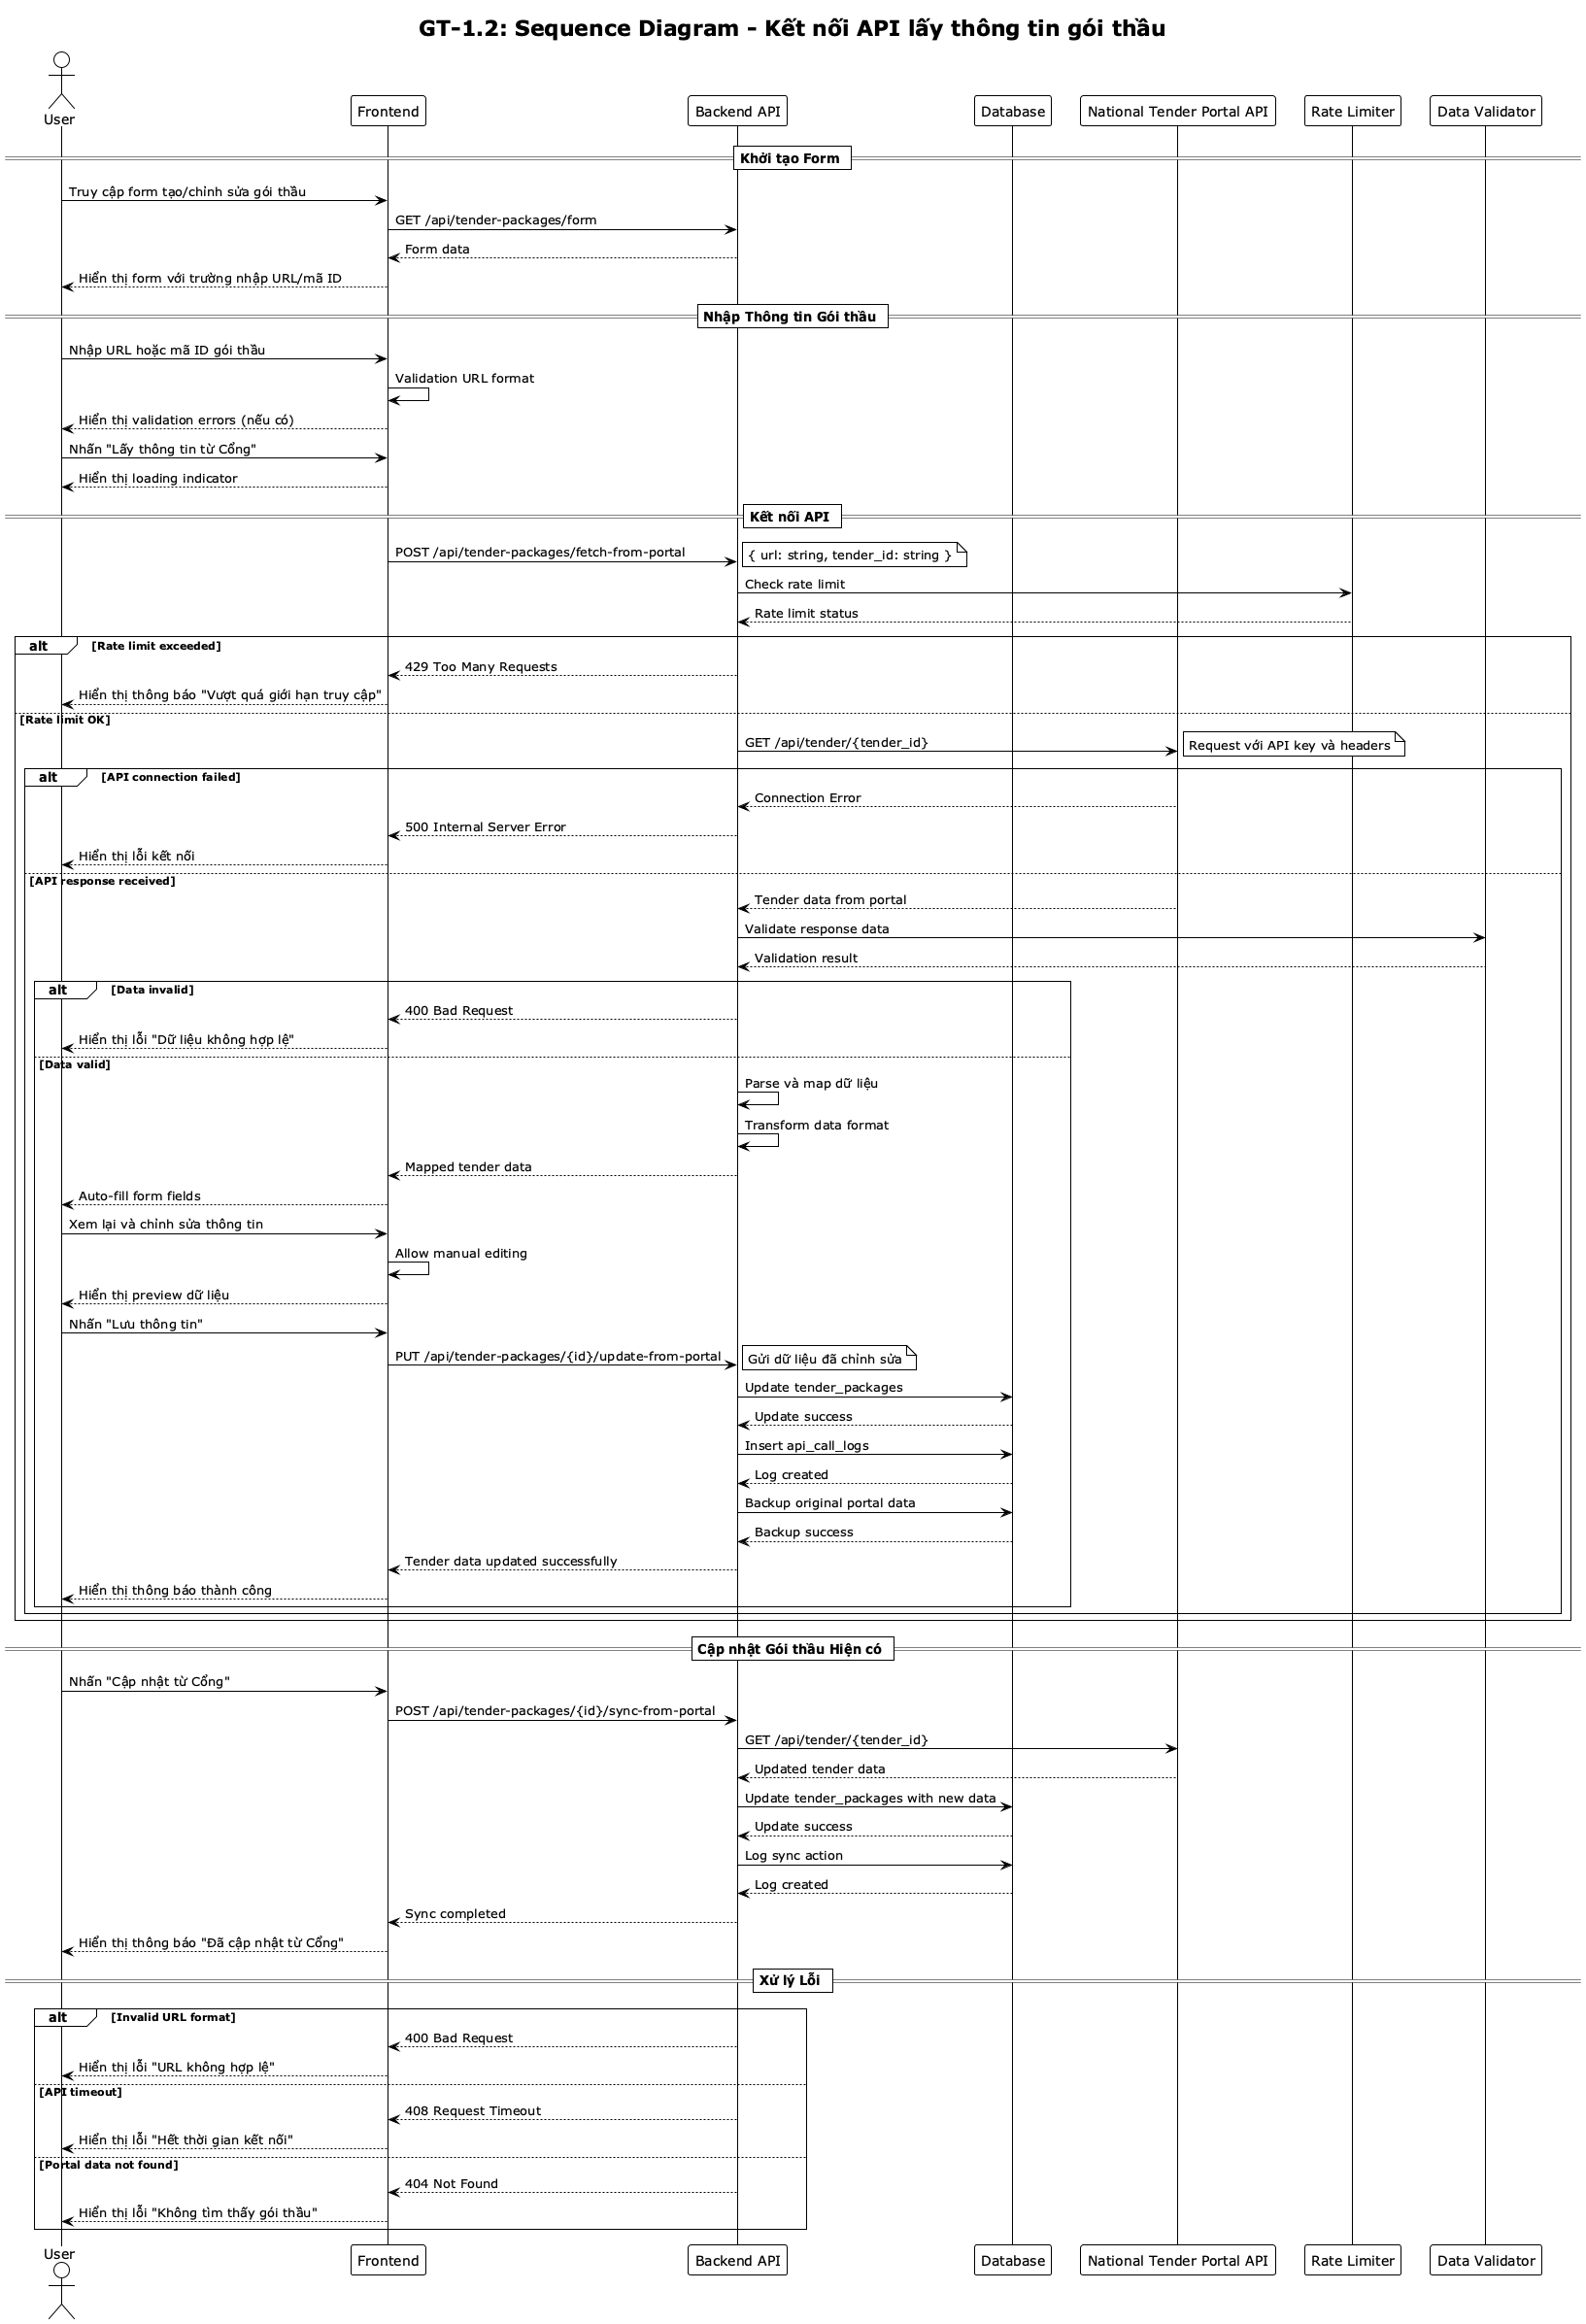 GT-1.2: Sequence Diagram - Kết nối API lấy thông tin gói thầu
User
Frontend
Backend API
Database
National Tender Portal API
Rate Limiter
Data Validator
Khởi tạo Form
Truy cập form tạo/chỉnh sửa gói thầu
GET /api/tender-packages/form
Form data
Hiển thị form với trường nhập URL/mã ID
Nhập Thông tin Gói thầu
Nhập URL hoặc mã ID gói thầu
Validation URL format
Hiển thị validation errors (nếu có)
Nhấn "Lấy thông tin từ Cổng"
Hiển thị loading indicator
Kết nối API
POST /api/tender-packages/fetch-from-portal
{ url: string, tender_id: string }
Check rate limit
Rate limit status
alt
[Rate limit exceeded]
429 Too Many Requests
Hiển thị thông báo "Vượt quá giới hạn truy cập"
[Rate limit OK]
GET /api/tender/{tender_id}
Request với API key và headers
alt
[API connection failed]
Connection Error
500 Internal Server Error
Hiển thị lỗi kết nối
[API response received]
Tender data from portal
Validate response data
Validation result
alt
[Data invalid]
400 Bad Request
Hiển thị lỗi "Dữ liệu không hợp lệ"
[Data valid]
Parse và map dữ liệu
Transform data format
Mapped tender data
Auto-fill form fields
Xem lại và chỉnh sửa thông tin
Allow manual editing
Hiển thị preview dữ liệu
Nhấn "Lưu thông tin"
PUT /api/tender-packages/{id}/update-from-portal
Gửi dữ liệu đã chỉnh sửa
Update tender_packages
Update success
Insert api_call_logs
Log created
Backup original portal data
Backup success
Tender data updated successfully
Hiển thị thông báo thành công
Cập nhật Gói thầu Hiện có
Nhấn "Cập nhật từ Cổng"
POST /api/tender-packages/{id}/sync-from-portal
GET /api/tender/{tender_id}
Updated tender data
Update tender_packages with new data
Update success
Log sync action
Log created
Sync completed
Hiển thị thông báo "Đã cập nhật từ Cổng"
Xử lý Lỗi
alt
[Invalid URL format]
400 Bad Request
Hiển thị lỗi "URL không hợp lệ"
[API timeout]
408 Request Timeout
Hiển thị lỗi "Hết thời gian kết nối"
[Portal data not found]
404 Not Found
Hiển thị lỗi "Không tìm thấy gói thầu"
User
Frontend
Backend API
Database
National Tender Portal API
Rate Limiter
Data Validator